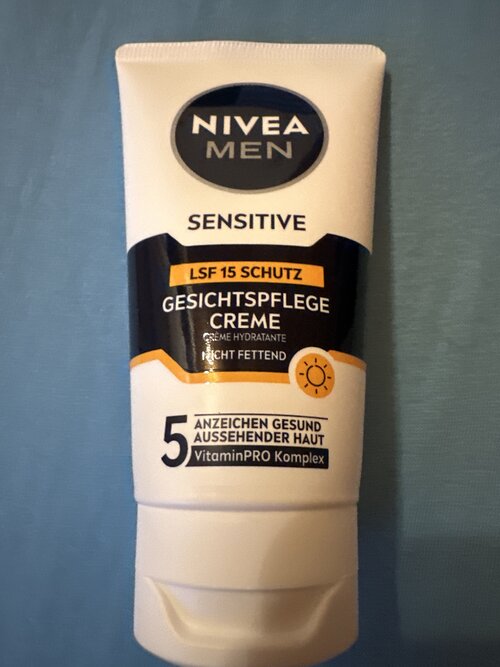 NIVEA
MEN
SENSITIVE
LSF 15 SCHUTZ
GESICHTSPFLEGE
CREME
CRÈME HYDRATANTE
NICHT FETTEND
5 ANZEICHEN GESUND
AUSSEHENDER HAUT
VitaminPRO Komplex